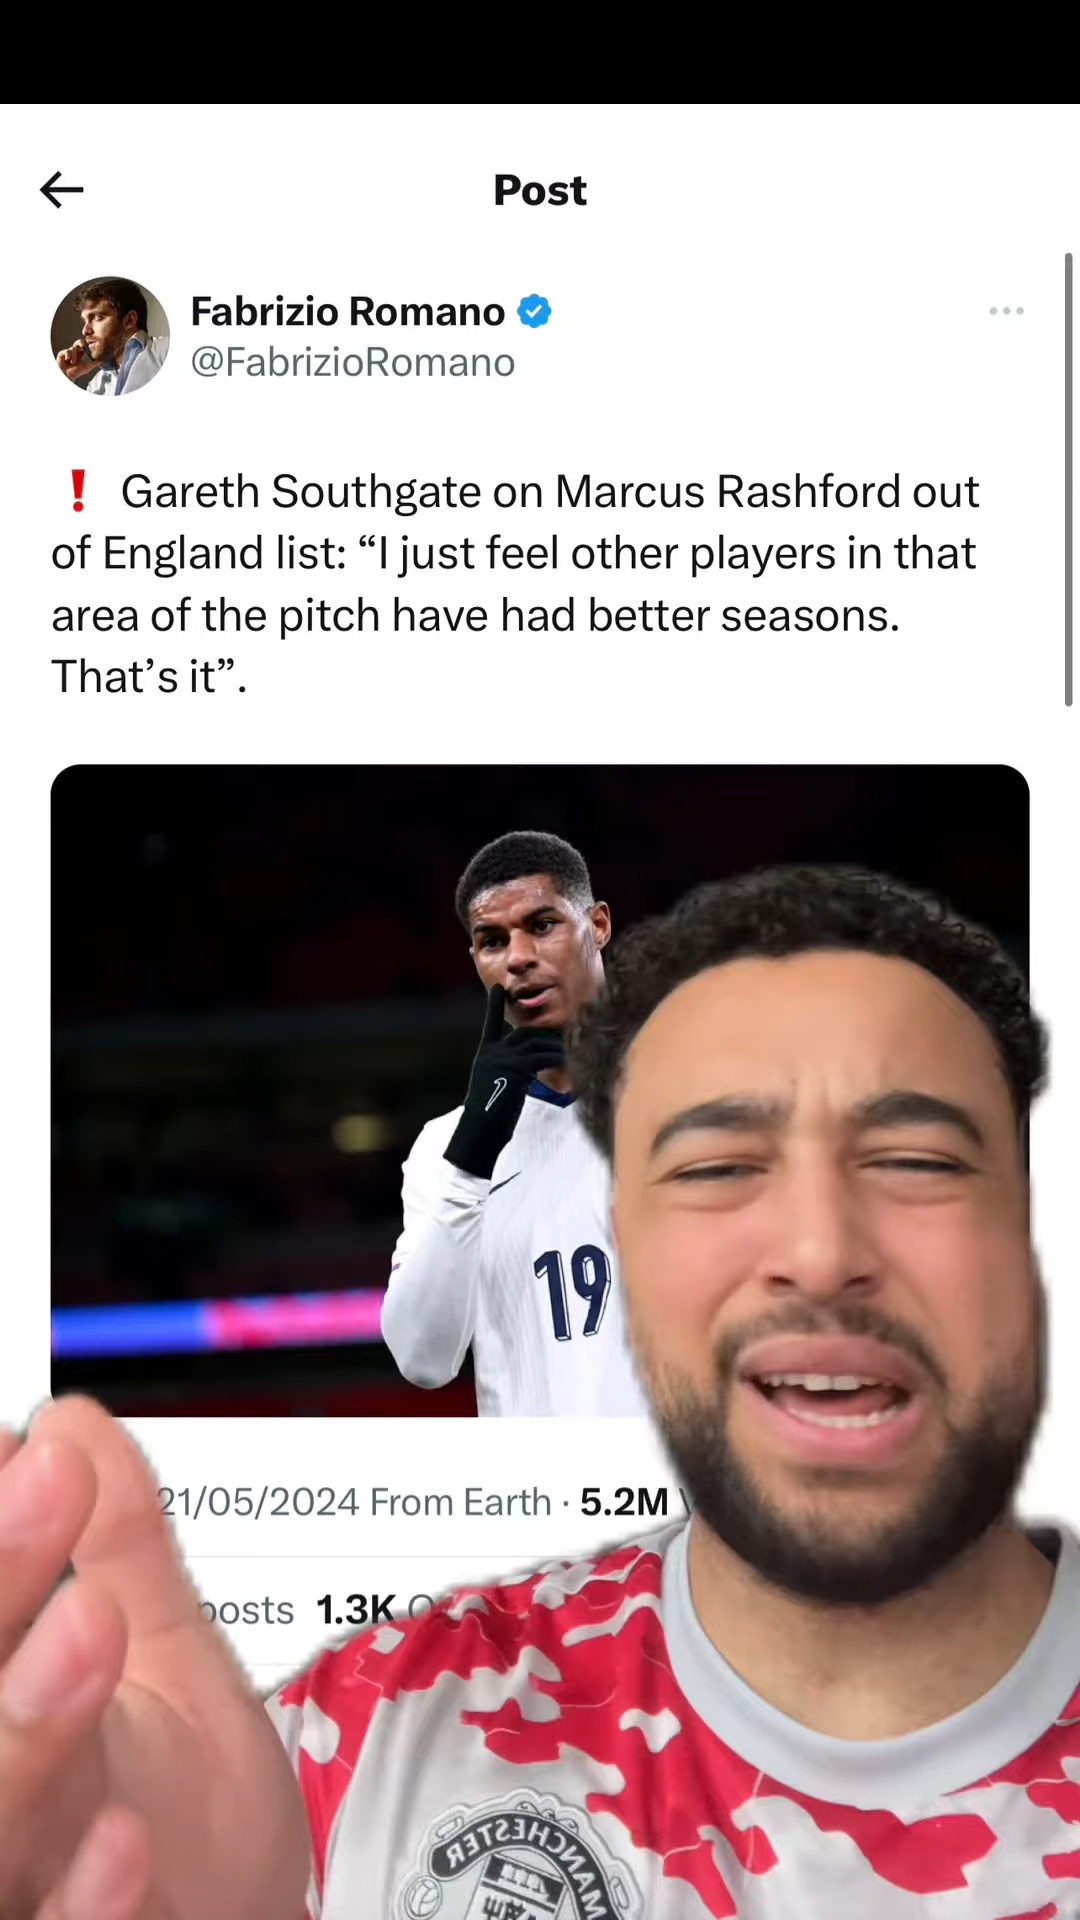 Post
Fabrizio Romano
@FabrizioRomano
❗ Gareth Southgate on Marcus Rashford out
of England list: “I just feel other players in that
area of the pitch have had better seasons.
That’s it”.
19
21/05/2024 From Earth · 5.2M
posts 1.3K
MANCHESTER